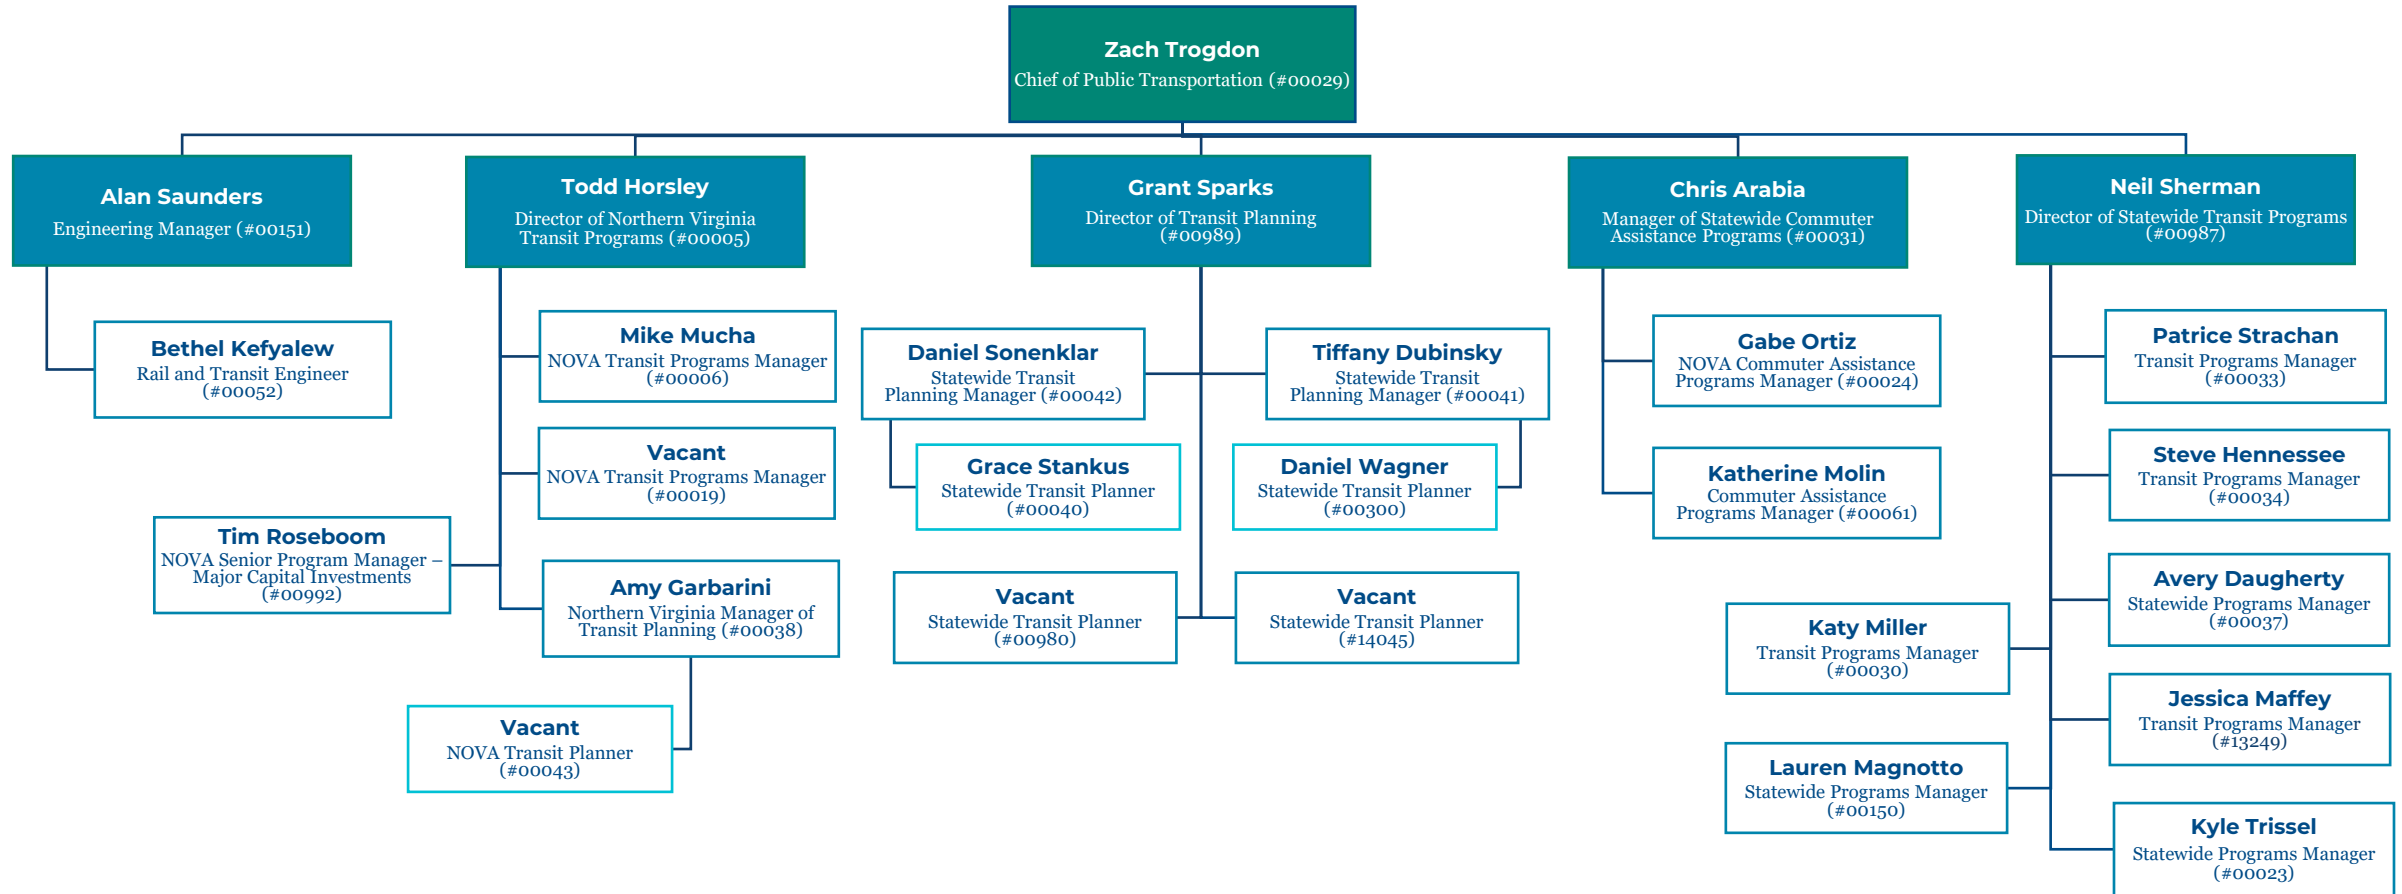 Zach Trogdon
Chief of Public Transportation (#00029)
Alan Saunders
Engineering Manager (#00151)
Todd Horsley
Director of Northern Virginia
Transit Programs (#00005)
Grant Sparks
Director of Transit Planning
(#00989)
Chris Arabia
Manager of Statewide Commuter
Assistance Programs (#00031)
Neil Sherman
Director of Statewide Transit Programs
(#00987)
Bethel Kefyalew
Rail and Transit Engineer
(#00052)
Mike Mucha
NOVA Transit Programs Manager
(#00006)
Vacant
NOVA Transit Programs Manager
(#00019)
Tim Roseboom
NOVA Senior Program Manager –
Major Capital Investments
(#00992)
Amy Garbarini
Northern Virginia Manager of
Transit Planning (#00038)
Vacant
NOVA Transit Planner
(#00043)
Daniel Sonenklar
Statewide Transit
Planning Manager (#00042)
Tiffany Dubinsky
Statewide Transit
Planning Manager (#00041)
Grace Stankus
Statewide Transit Planner
(#00040)
Daniel Wagner
Statewide Transit Planner
(#00300)
Vacant
Statewide Transit Planner
(#00980)
Vacant
Statewide Transit Planner
(#14045)
Gabe Ortiz
NOVA Commuter Assistance
Programs Manager (#00024)
Katherine Molin
Commuter Assistance
Programs Manager (#00061)
Patrice Strachan
Transit Programs Manager
(#00033)
Steve Hennessee
Transit Programs Manager
(#00034)
Avery Daugherty
Statewide Programs Manager
(#00037)
Katy Miller
Transit Programs Manager
(#00030)
Jessica Maffey
Transit Programs Manager
(#13249)
Lauren Magnotto
Statewide Programs Manager
(#00150)
Kyle Trissel
Statewide Programs Manager
(#00023)